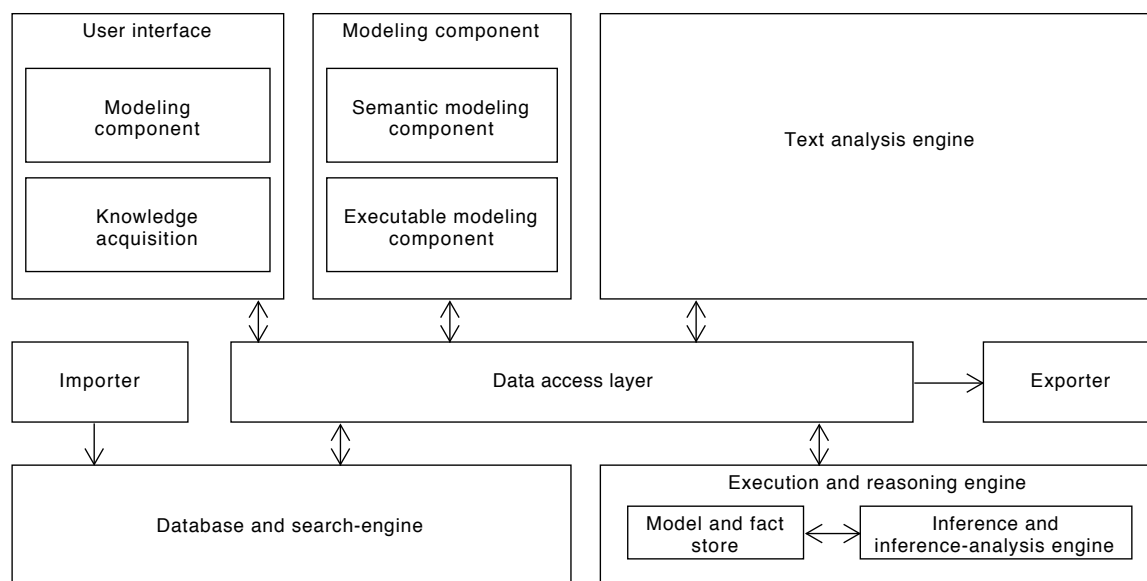 User interface
Modeling
component
Knowledge
acquisition
Modeling component
Semantic modeling
component
Executable modeling
component
Text analysis engine
Importer
Data access layer
Exporter
Database and search-engine
Execution and reasoning engine
Model and fact
store
Inference and
inference-analysis engine